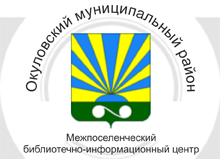 Окуловский муниципальный район
Межпоселенческий
библиотечно-информационный центр